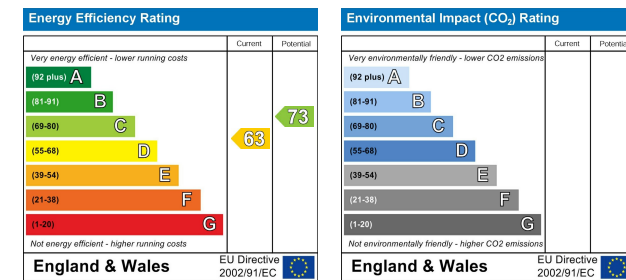 Energy Efficiency Rating
Current Potential
Very energy efficient - lower running costs
(92 plus) A
(81-91) B
(69-80) C
(55-68) D
(39-54) E
(21-38) F
(1-20) G
63
73
Not energy efficient - higher running costs
England & Wales
EU Directive
2002/91/EC
Environmental Impact (CO2) Rating
Current Potential
Very environmentally friendly - lower CO2 emissions
(92 plus) A
(81-91) B
(69-80) C
(55-68) D
(39-54) E
(21-38) F
(1-20) G
Not environmentally friendly - higher CO2 emissions
England & Wales
EU Directive
2002/91/EC